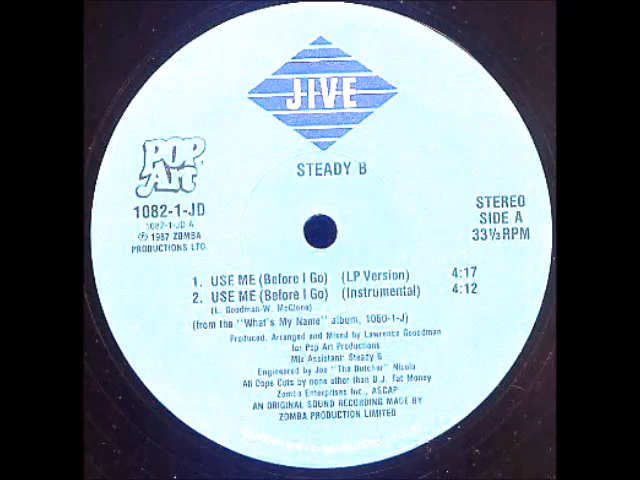 JIVE
POP
Art
STEADY B
1082-1-JD
1082-1-JD-A
℗ 1987 ZOMBA
PRODUCTIONS LTD.
STEREO
SIDE A
33⅓ RPM
1. USE ME (Before I Go) (LP Version) 4:17
2. USE ME (Before I Go) (Instrumental) 4:12
(L. Goodman-W. McGlone)
(from the "What's My Name" album, 1060-1-J)
Produced, Arranged and Mixed by Lawrence Goodman
for Pop Art Productions
Mix Assistant: Steady B
Engineered by Joe "The Butcher" Nicolo
All Dope Cuts by none other than D.J. Tat Money
Zomba Enterprises Inc., ASCAP
AN ORIGINAL SOUND RECORDING MADE BY
ZOMBA PRODUCTION LIMITED